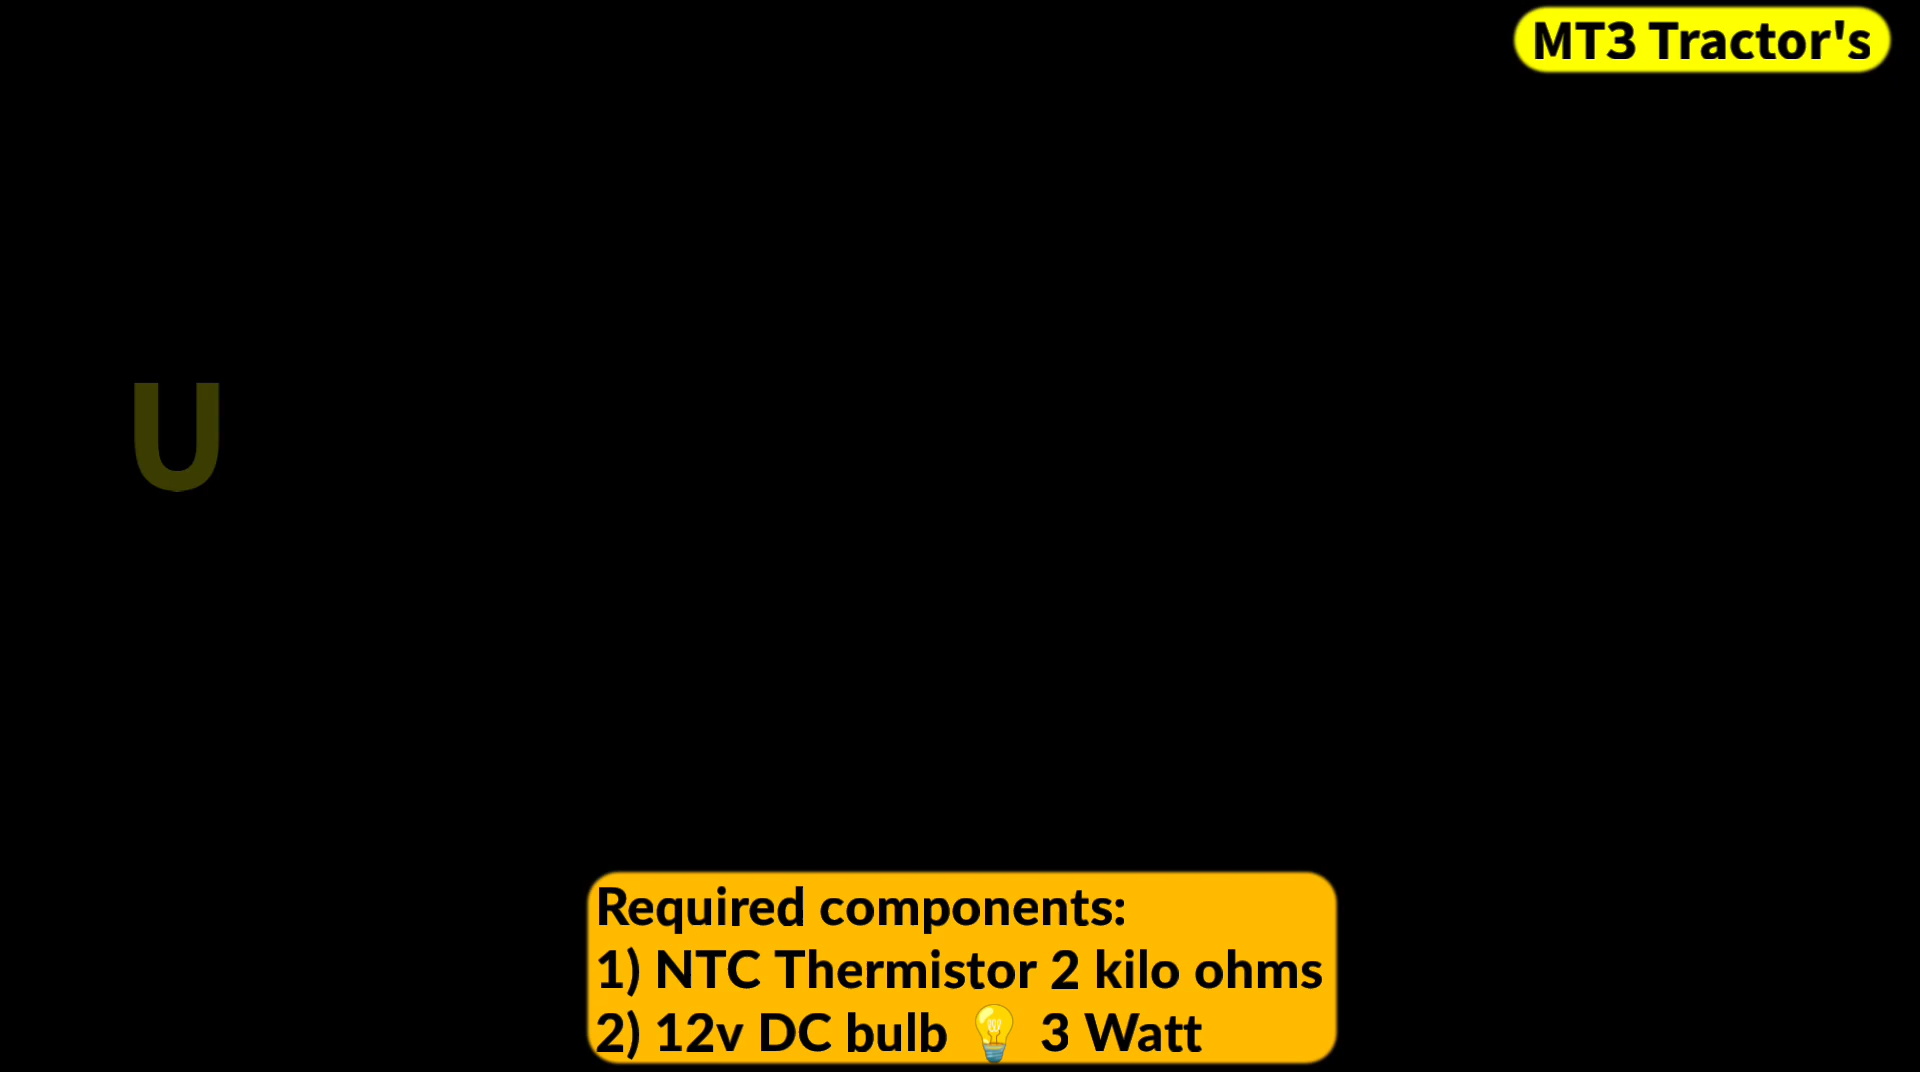 MT3 Tractor's
U
Required components:
1) NTC Thermistor 2 kilo ohms
2) 12v DC bulb 💡 3 Watt